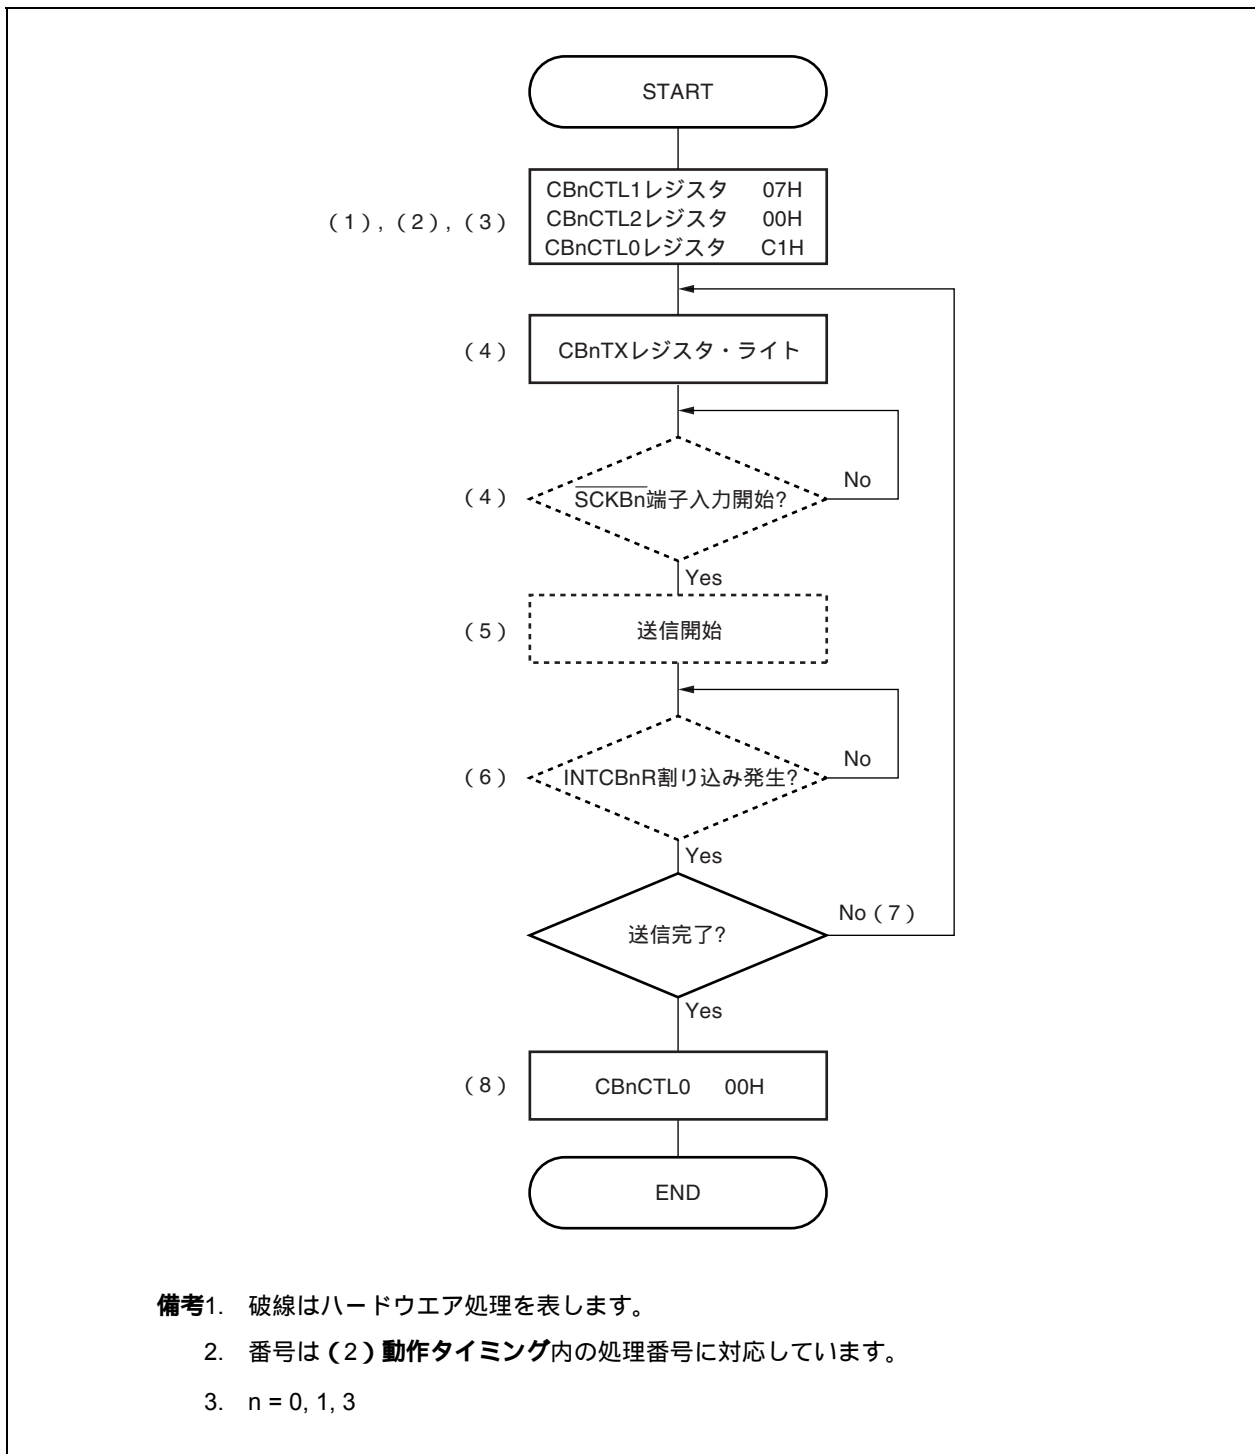 START
CBnCTL1レジスタ 07H
(1), (2), (3) CBnCTL2レジスタ 00H
CBnCTL0レジスタ C1H
(4) CBnTXレジスタ・ライト
(4) SCKBn端子入力開始? No
Yes
(5) 送信開始
(6) INTCBnR割り込み発生? No
Yes
送信完了? No(7)
Yes
(8) CBnCTL0 00H
END
備考1. 破線はハードウエア処理を表します。
2. 番号は(2)動作タイミング内の処理番号に対応しています。
3. n = 0, 1, 3